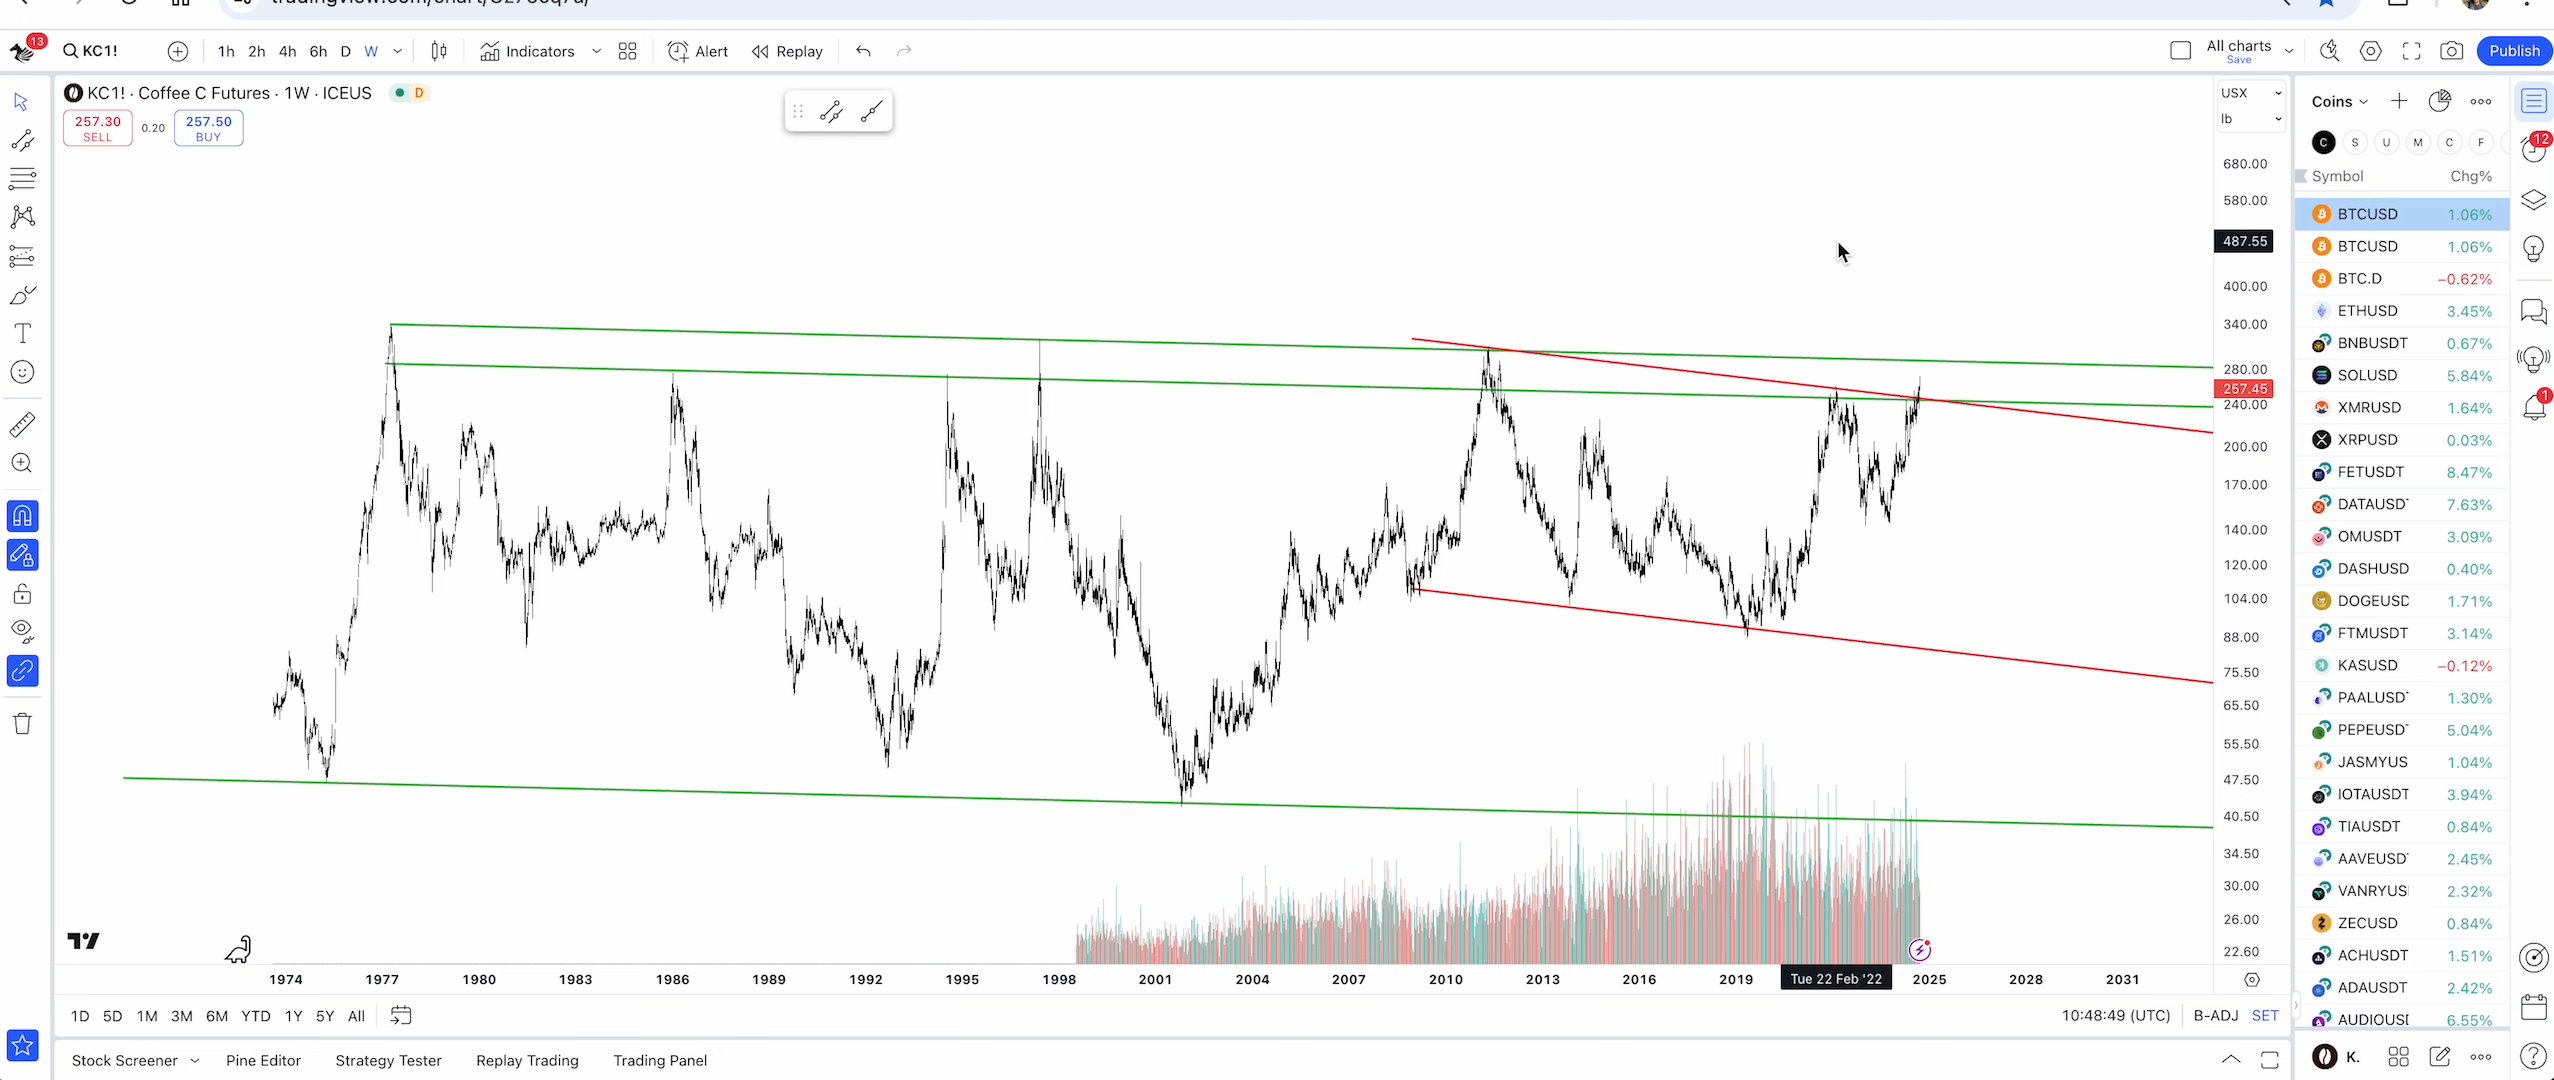 13
KC1!
1h 2h 4h 6h D W
Indicators
Alert
Replay
All charts
Save
Publish
KC1! · Coffee C Futures · 1W · ICEUS
D
257.30
SELL
0.20
257.50
BUY
USX
lb
680.00
580.00
487.55
400.00
340.00
280.00
257.45
240.00
200.00
170.00
140.00
120.00
104.00
88.00
75.50
65.50
55.50
47.50
40.50
34.50
30.00
26.00
22.60
1974 1977 1980 1983 1986 1989 1992 1995 1998 2001 2004 2007 2010 2013 2016 2019 Tue 22 Feb '22 2025 2028 2031
1D 5D 1M 3M 6M YTD 1Y 5Y All
10:48:49 (UTC) B-ADJ SET
Stock Screener Pine Editor Strategy Tester Replay Trading Trading Panel
Coins
C S U M C F
Symbol Chg%
BTCUSD 1.06%
BTCUSD 1.06%
BTC.D −0.62%
ETHUSD 3.45%
BNBUSDT 0.67%
SOLUSD 5.84%
XMRUSD 1.64%
XRPUSD 0.03%
FETUSDT 8.47%
DATAUSD 7.63%
OMUSDT 3.09%
DASHUSD 0.40%
DOGEUSD 1.71%
FTMUSDT 3.14%
KASUSD −0.12%
PAALUSD 1.30%
PEPEUSD 5.04%
JASMYUS 1.04%
IOTAUSDT 3.94%
TIAUSDT 0.84%
AAVEUSD 2.45%
VANRYUS 2.32%
ZECUSD 0.84%
ACHUSDT 1.51%
ADAUSDT 2.42%
AUDIOUS 6.55%
K.
12
1